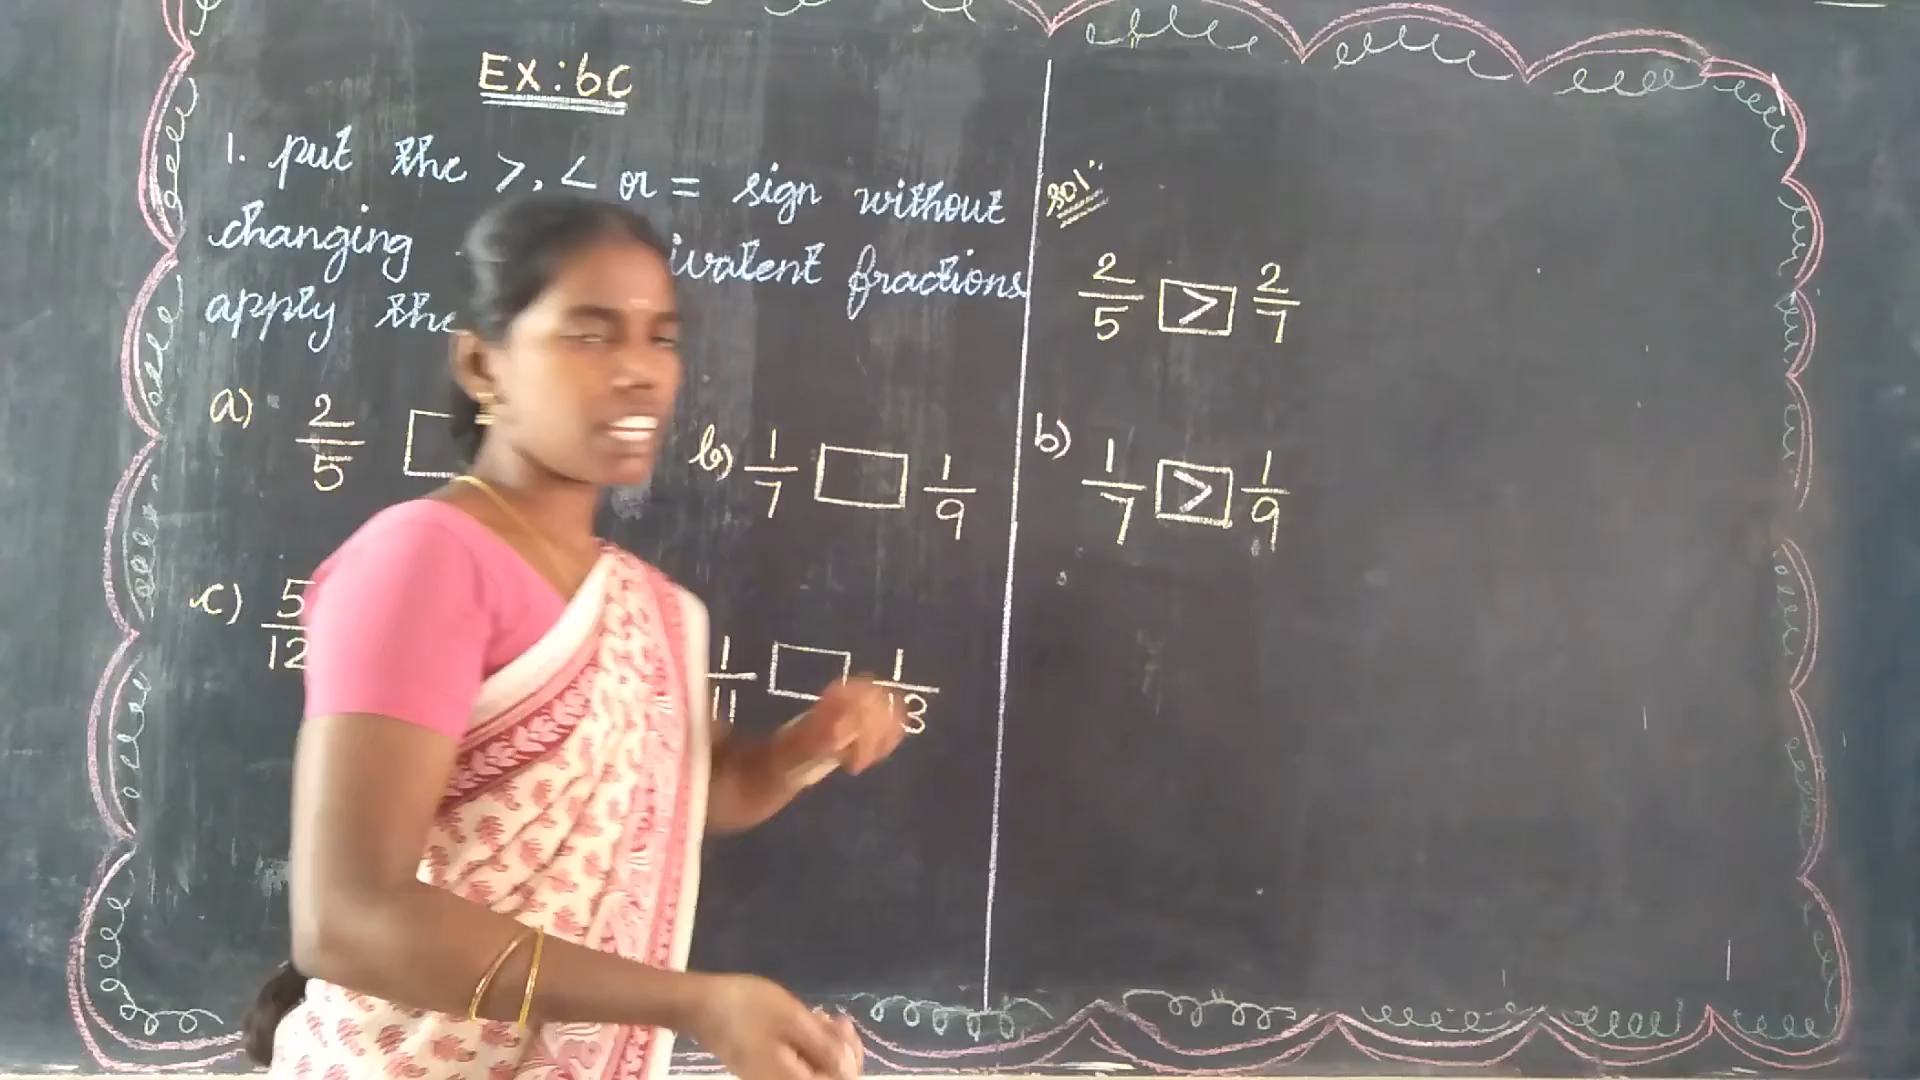 Ex:6C
1. put the >, < or = sign without
changing ivalent fractions
apply the
a) 2/5
b) 1/7 □ 1/9
c) 5/12
1/11 □ 1/13
Sol:
2/5 > 2/7
b) 1/7 > 1/9